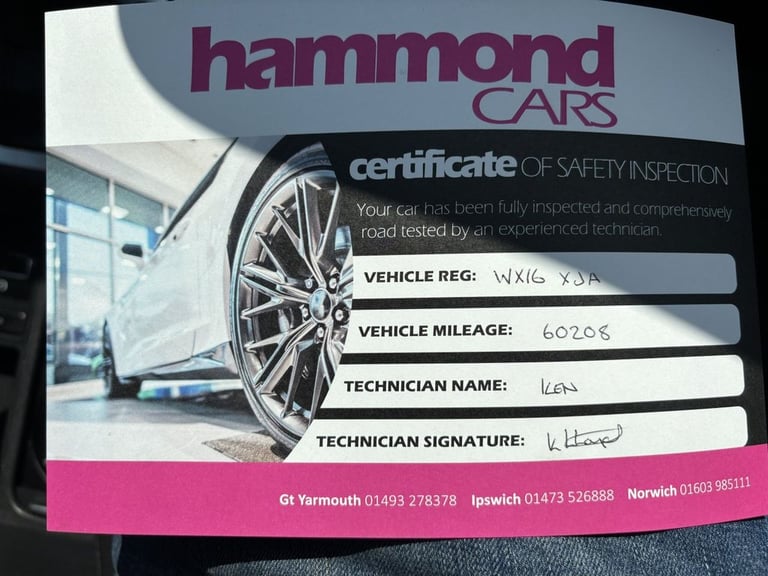 hammond
CARS
certificate OF SAFETY INSPECTION
Your car has been fully inspected and comprehensively
road tested by an experienced technician.
VEHICLE REG: WX16 XJA
VEHICLE MILEAGE: 60208
TECHNICIAN NAME: KEN
TECHNICIAN SIGNATURE:
Gt Yarmouth 01493 278378 Ipswich 01473 526888 Norwich 01603 985111